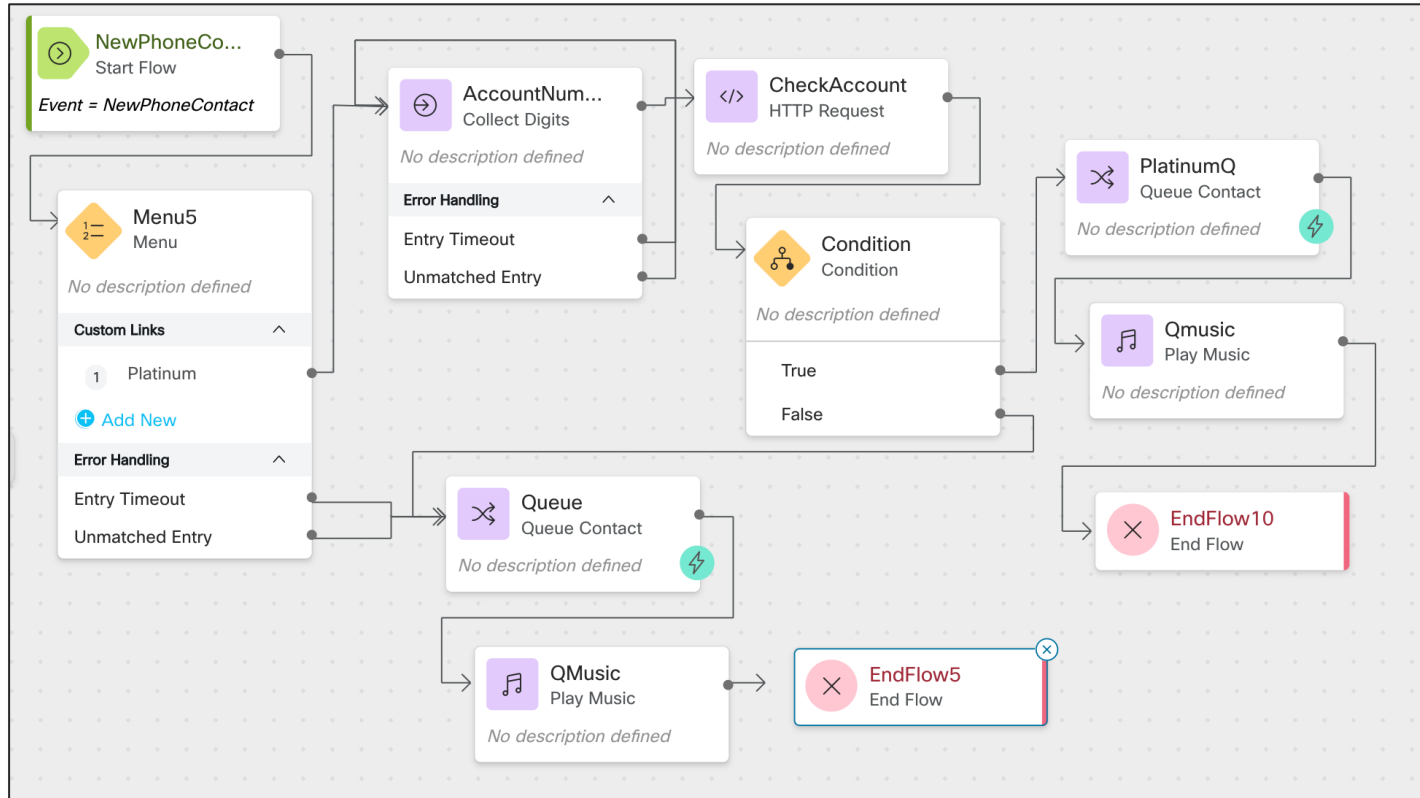 NewPhoneCo...
Start Flow
Event = NewPhoneContact
Menu5
Menu
No description defined
Custom Links
1 Platinum
Add New
Error Handling
Entry Timeout
Unmatched Entry
AccountNum...
Collect Digits
No description defined
Error Handling
Entry Timeout
Unmatched Entry
CheckAccount
HTTP Request
No description defined
Condition
Condition
No description defined
True
False
PlatinumQ
Queue Contact
No description defined
Qmusic
Play Music
No description defined
EndFlow10
End Flow
Queue
Queue Contact
No description defined
QMusic
Play Music
No description defined
EndFlow5
End Flow